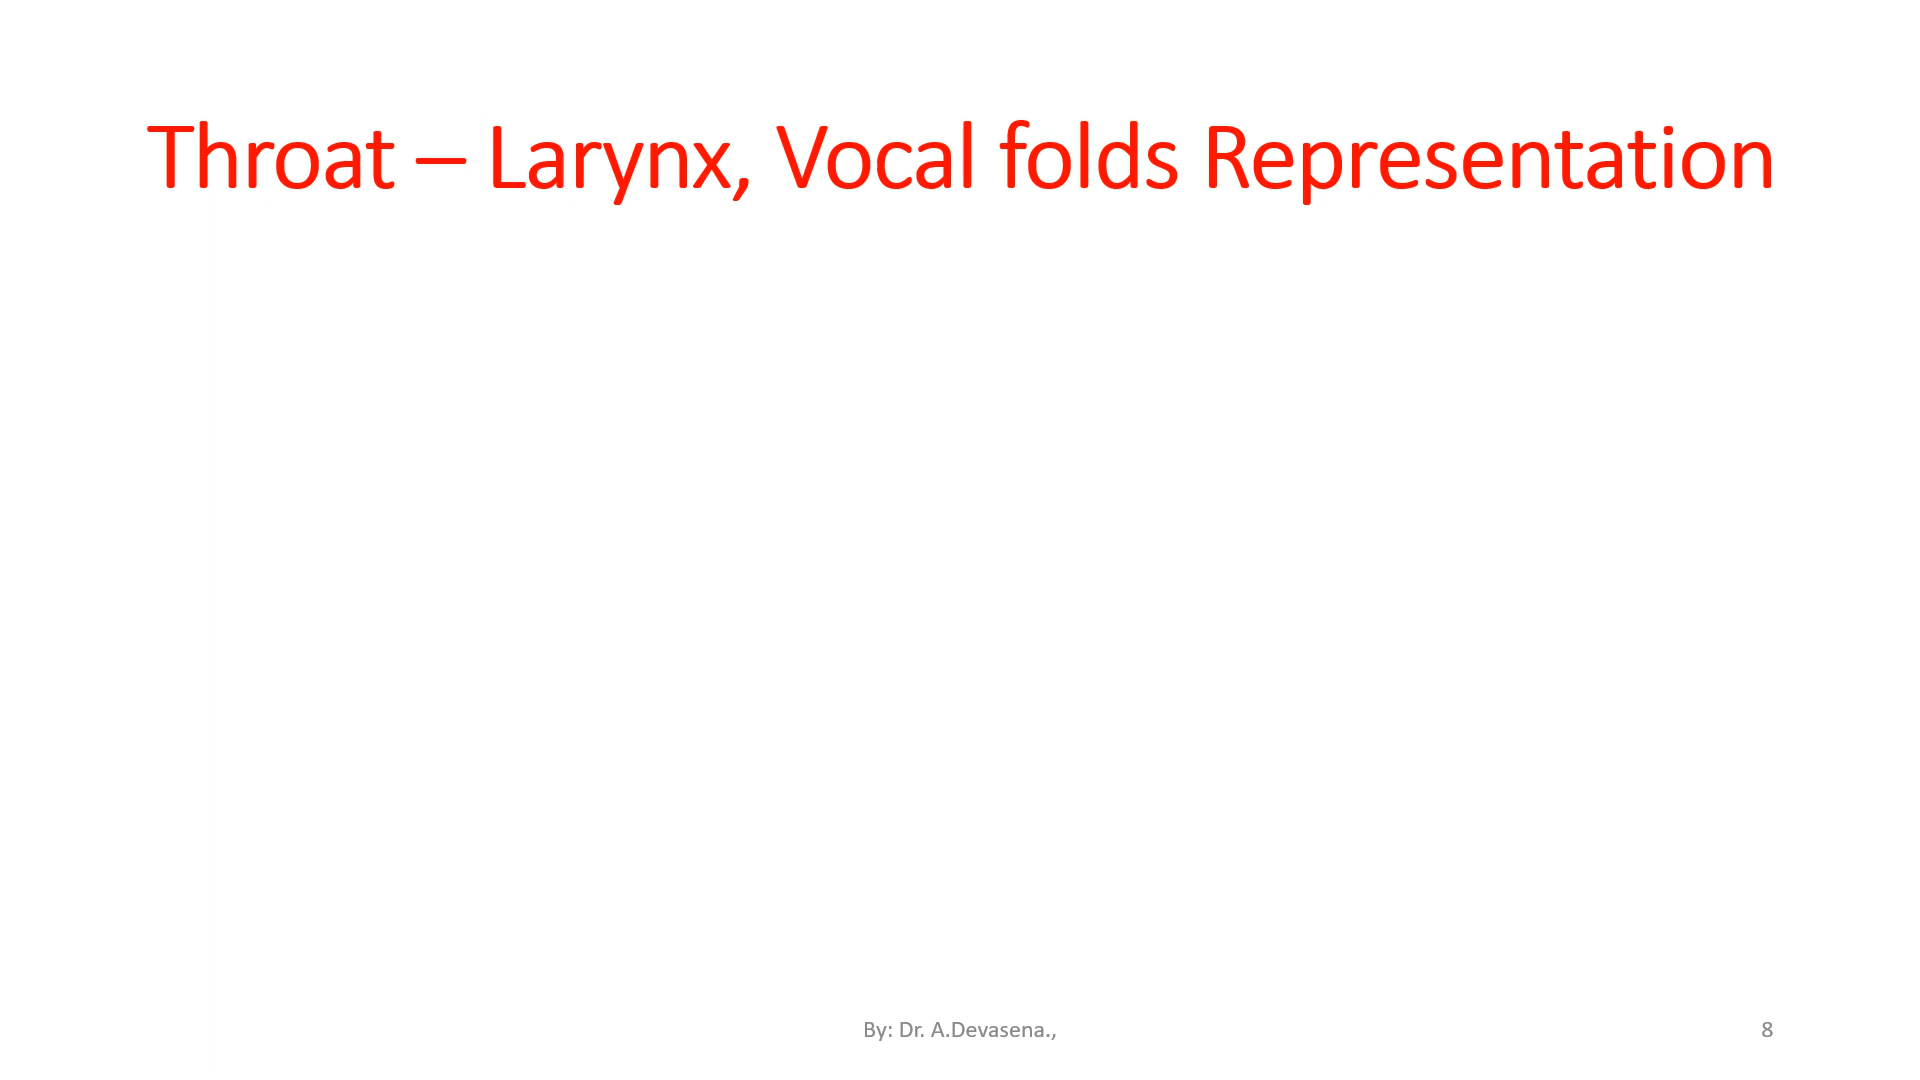 Throat – Larynx, Vocal folds Representation
By: Dr. A.Devasena.,
8